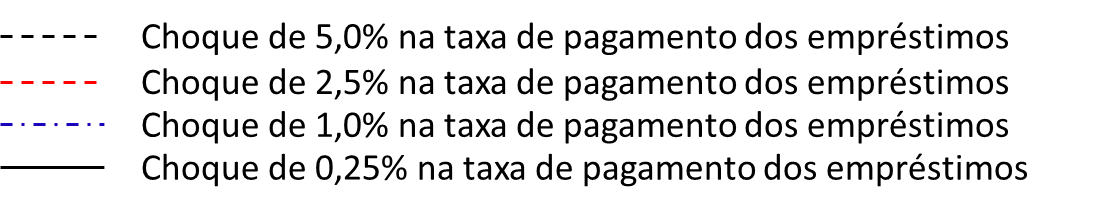 Choque de 5,0% na taxa de pagamento dos empréstimos
Choque de 2,5% na taxa de pagamento dos empréstimos
Choque de 1,0% na taxa de pagamento dos empréstimos
Choque de 0,25% na taxa de pagamento dos empréstimos